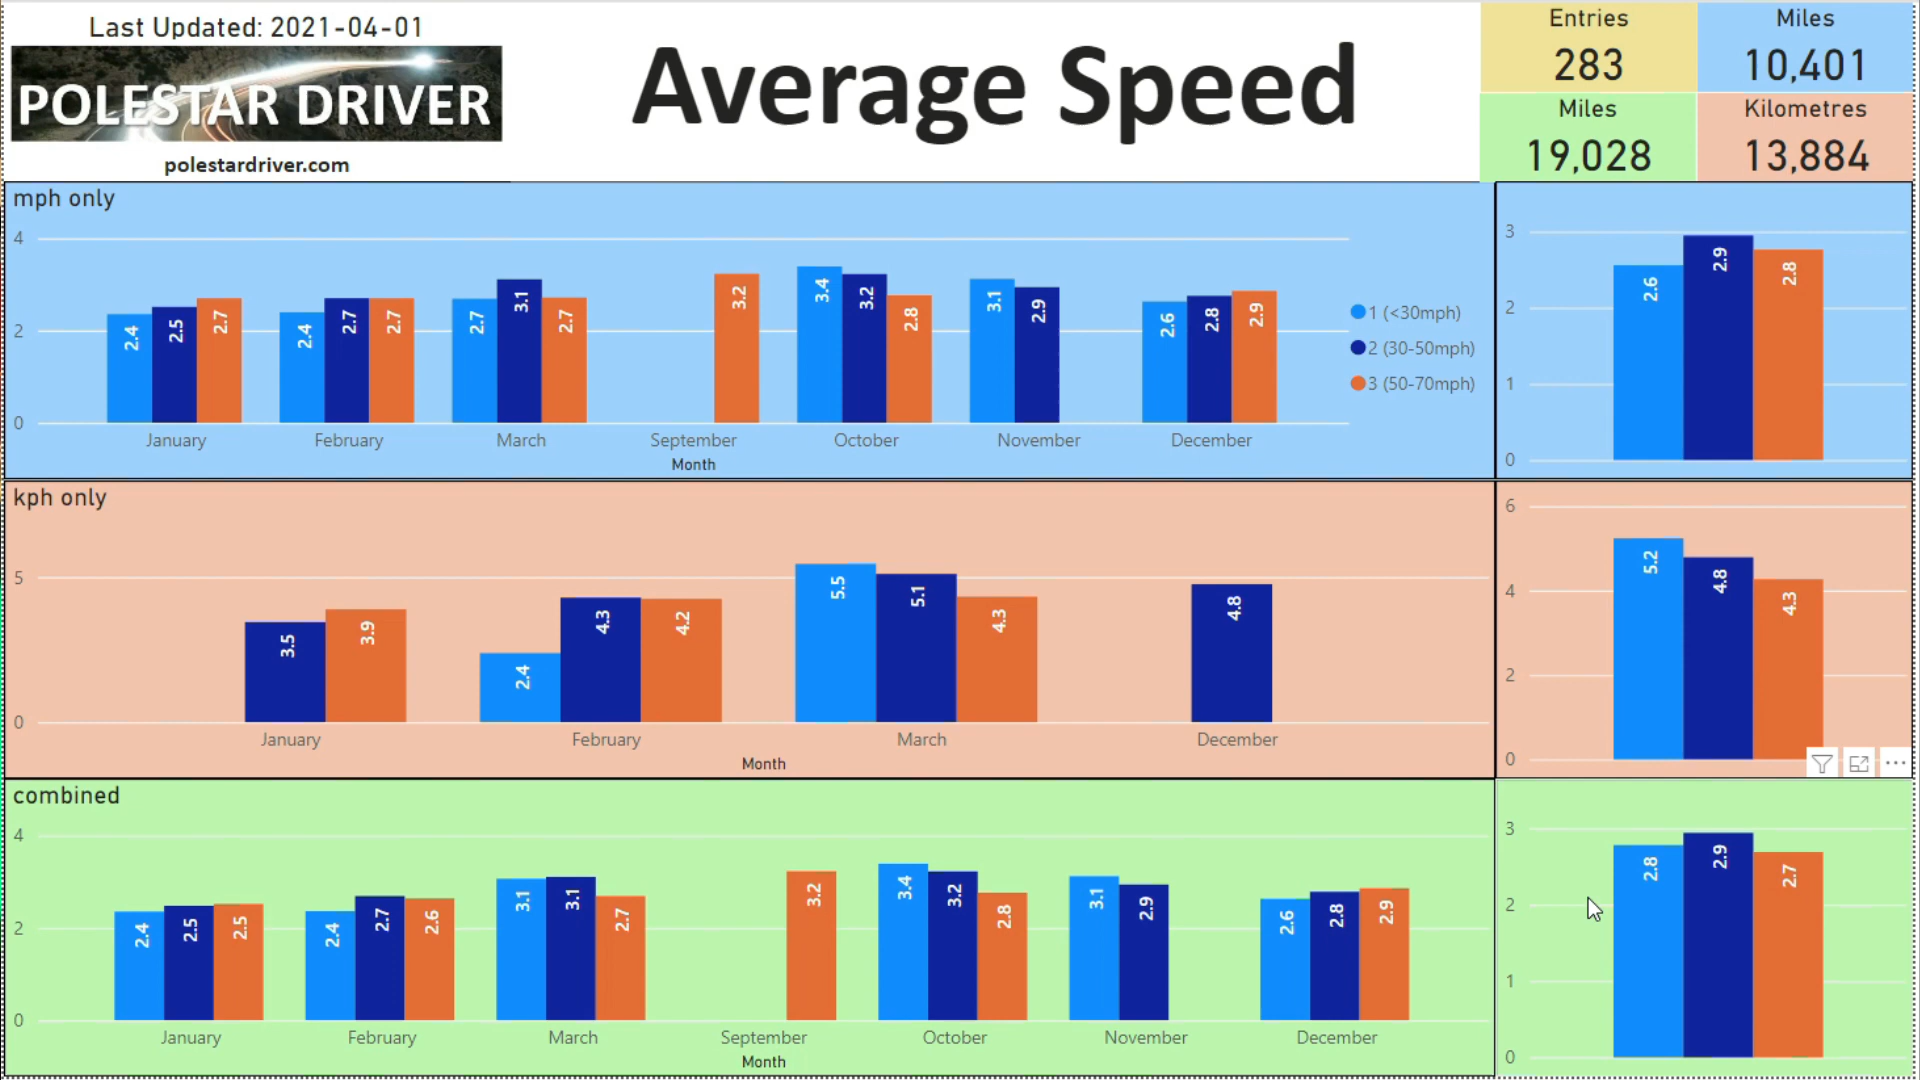 Last Updated: 2021-04-01
POLESTAR DRIVER
polestardriver.com
Average Speed
Entries
283
Miles
10,401
Miles
19,028
Kilometres
13,884
mph only
4
2
0
2.4 2.5 2.7
2.4 2.7 2.7
2.7 3.1 2.7
3.2
3.4 3.2 2.8
3.1 2.9
2.6 2.8 2.9
January February March September October November December
Month
1 (<30mph)
2 (30-50mph)
3 (50-70mph)
3
2
1
0
2.6 2.9 2.8
kph only
5
0
3.5 3.9
2.4 4.3 4.2
5.5 5.1 4.3
4.8
January February March December
Month
6
4
2
0
5.2 4.8 4.3
combined
4
2
0
2.4 2.5 2.5
2.4 2.7 2.6
3.1 3.1 2.7
3.2
3.4 3.2 2.8
3.1 2.9
2.6 2.8 2.9
January February March September October November December
Month
3
2
1
0
2.8 2.9 2.7